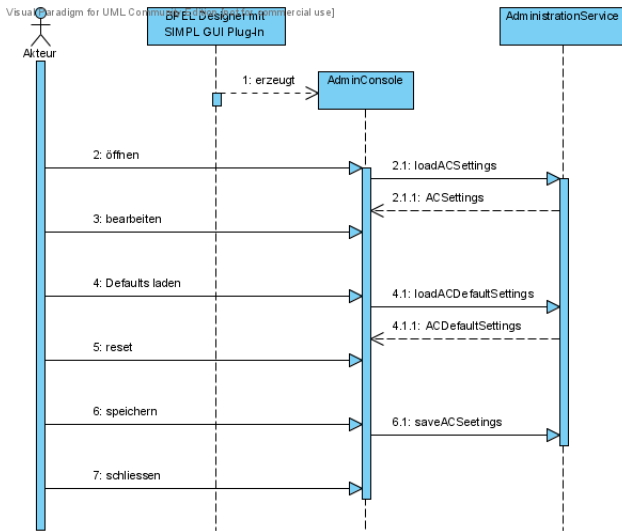 Visual Paradigm for UML Community Edition [not for commercial use]
BPEL Designer mit
SIMPL GUI Plug-In
AdministrationService
Akteur
1: erzeugt
AdminConsole
2: öffnen
2.1: loadACSettings
2.1.1: ACSettings
3: bearbeiten
4: Defaults laden
4.1: loadACDefaultSettings
4.1.1: ACDefaultSettings
5: reset
6: speichern
6.1: saveACSeetings
7: schliessen